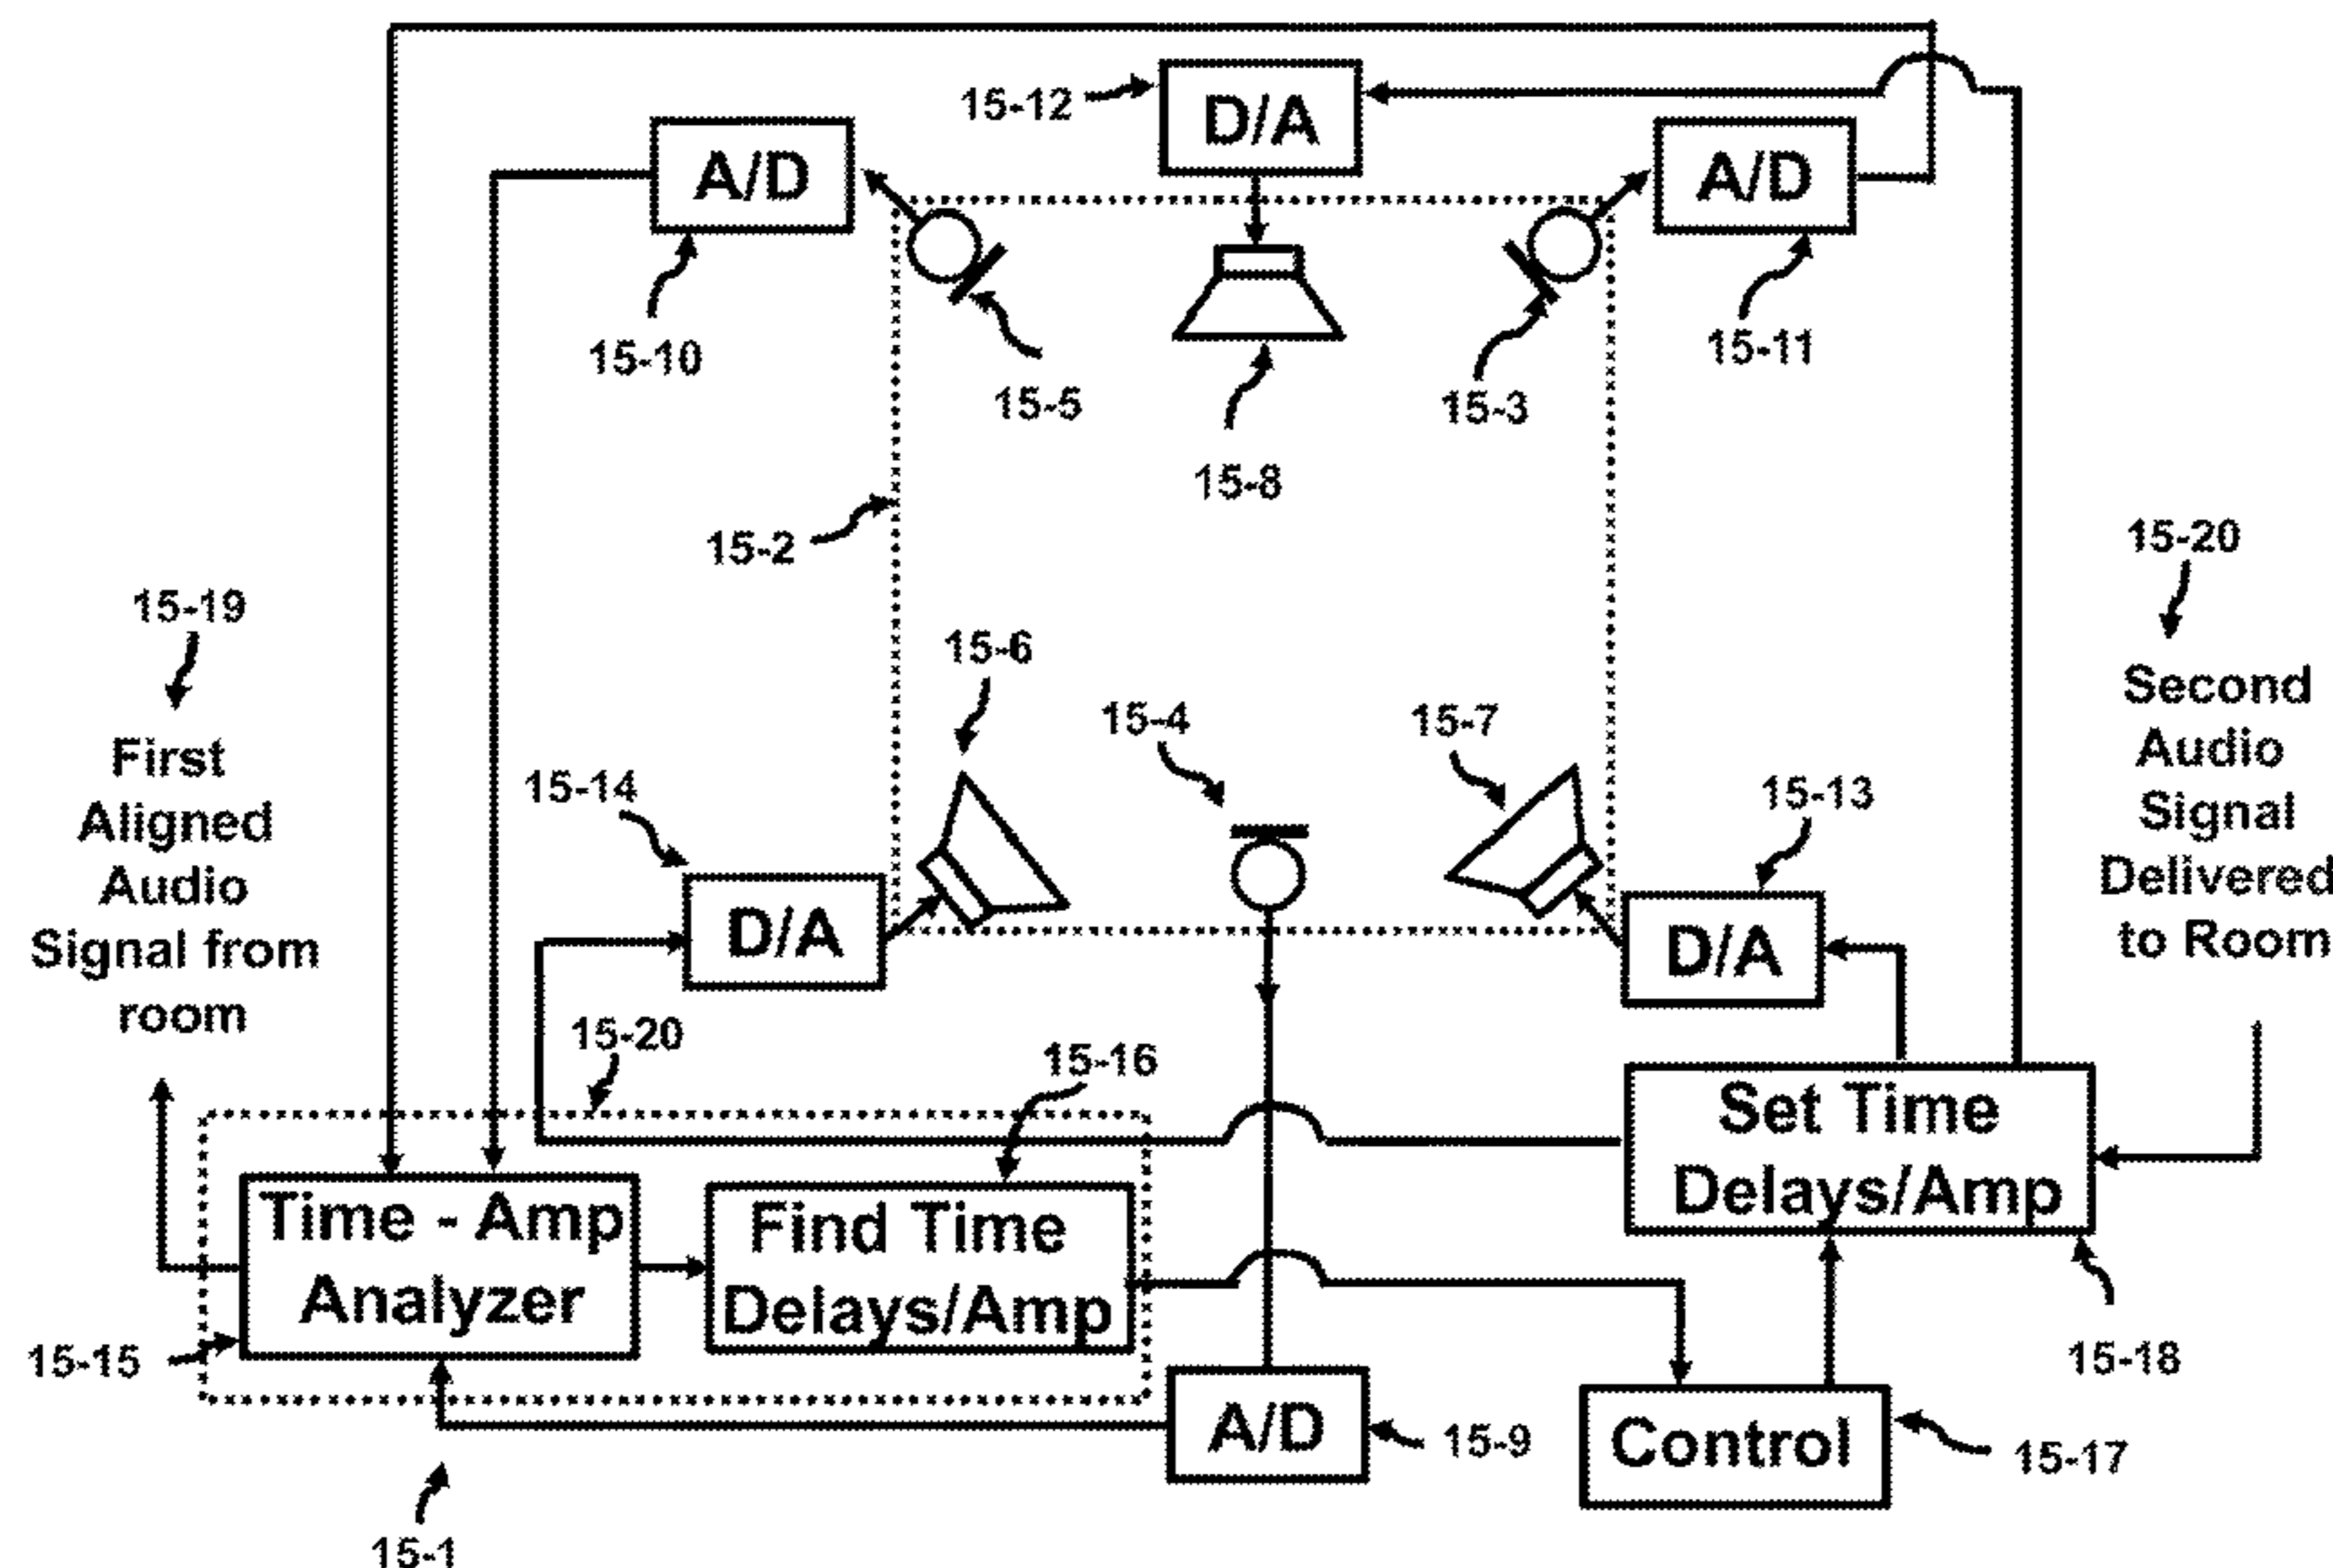 15-12
D/A
A/D
A/D
15-10
15-5
15-3
15-11
15-8
15-2
15-20
15-19
15-6
15-4
15-7
Second
Audio
Signal
Delivered
to Room
First
Aligned
Audio
Signal from
room
15-14
15-13
D/A
D/A
15-20
15-16
Set Time
Delays/Amp
Time - Amp
Analyzer
Find Time
Delays/Amp
15-15
15-18
A/D
15-9
Control
15-17
15-1